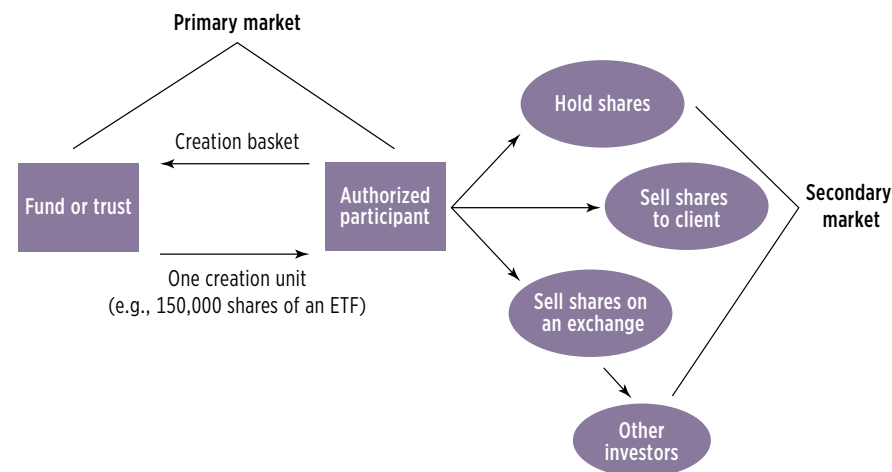 Primary market
Creation basket
Fund or trust
Authorized
participant
One creation unit
(e.g., 150,000 shares of an ETF)
Hold shares
Sell shares
to client
Sell shares on
an exchange
Other
investors
Secondary
market